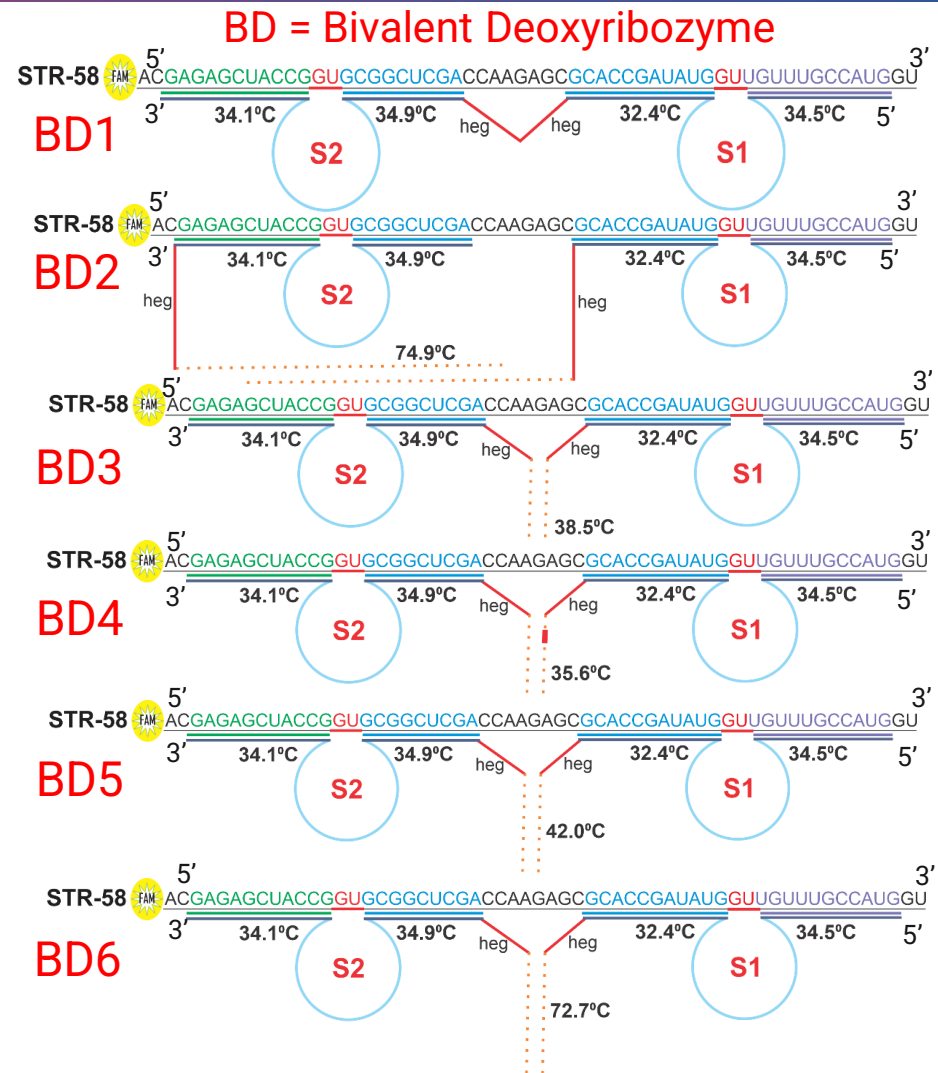 BD = Bivalent Deoxyribozyme
5’ 3’
STR-58 FAM ACGAGAGCUACCGGUGCGGCUCGACCAAGAGCGCACCGAUAUGGUUGUUUGCCAUGGU
3’ 34.1ºC 34.9ºC heg heg 32.4ºC 34.5ºC 5’
BD1
S2 S1
5’ 3’
STR-58 FAM ACGAGAGCUACCGGUGCGGCUCGACCAAGAGCGCACCGAUAUGGUUGUUUGCCAUGGU
3’ 34.1ºC 34.9ºC 32.4ºC 34.5ºC 5’
BD2
heg S2 heg S1
74.9ºC
5’ 3’
STR-58 FAM ACGAGAGCUACCGGUGCGGCUCGACCAAGAGCGCACCGAUAUGGUUGUUUGCCAUGGU
3’ 34.1ºC 34.9ºC heg heg 32.4ºC 34.5ºC 5’
BD3
S2 S1
38.5ºC
5’ 3’
STR-58 FAM ACGAGAGCUACCGGUGCGGCUCGACCAAGAGCGCACCGAUAUGGUUGUUUGCCAUGGU
3’ 34.1ºC 34.9ºC heg heg 32.4ºC 34.5ºC 5’
BD4
S2 S1
35.6ºC
5’ 3’
STR-58 FAM ACGAGAGCUACCGGUGCGGCUCGACCAAGAGCGCACCGAUAUGGUUGUUUGCCAUGGU
3’ 34.1ºC 34.9ºC heg heg 32.4ºC 34.5ºC 5’
BD5
S2 S1
42.0ºC
5’ 3’
STR-58 FAM ACGAGAGCUACCGGUGCGGCUCGACCAAGAGCGCACCGAUAUGGUUGUUUGCCAUGGU
3’ 34.1ºC 34.9ºC heg heg 32.4ºC 34.5ºC 5’
BD6
S2 S1
72.7ºC